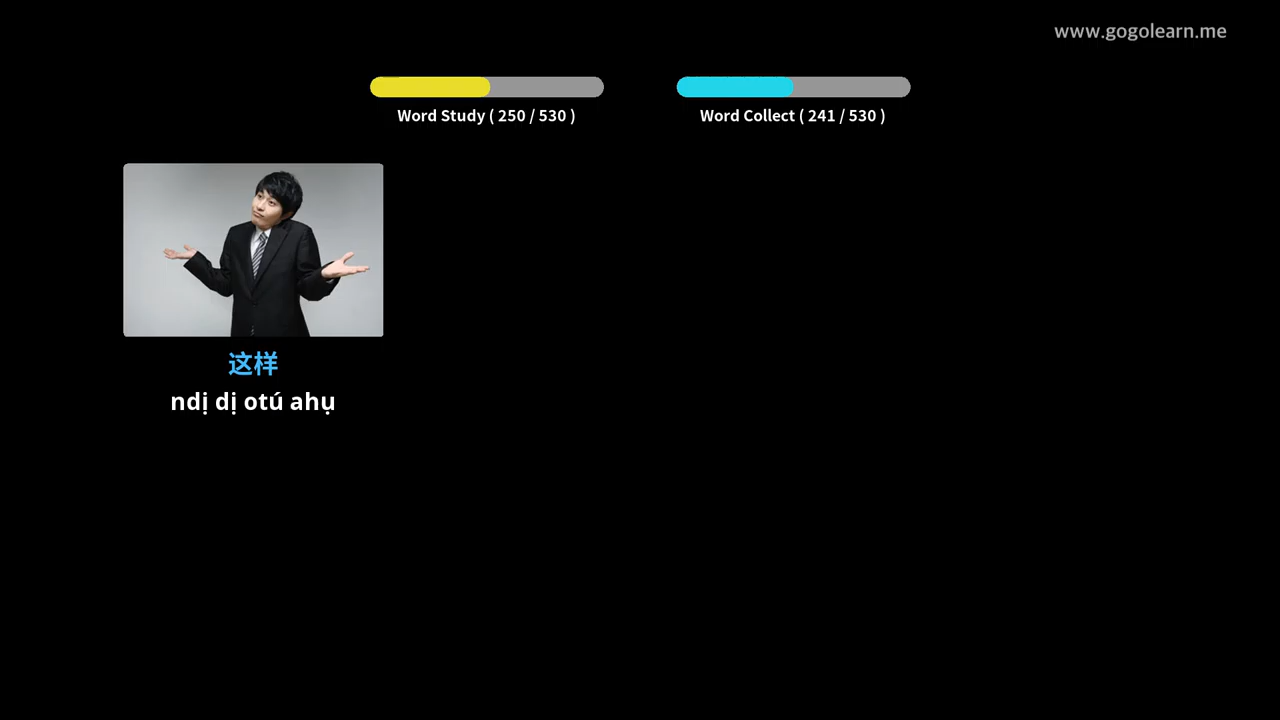 www.gogolearn.me
Word Study ( 250 / 530 )
Word Collect ( 241 / 530 )
这样
ndị dị otú ahụ